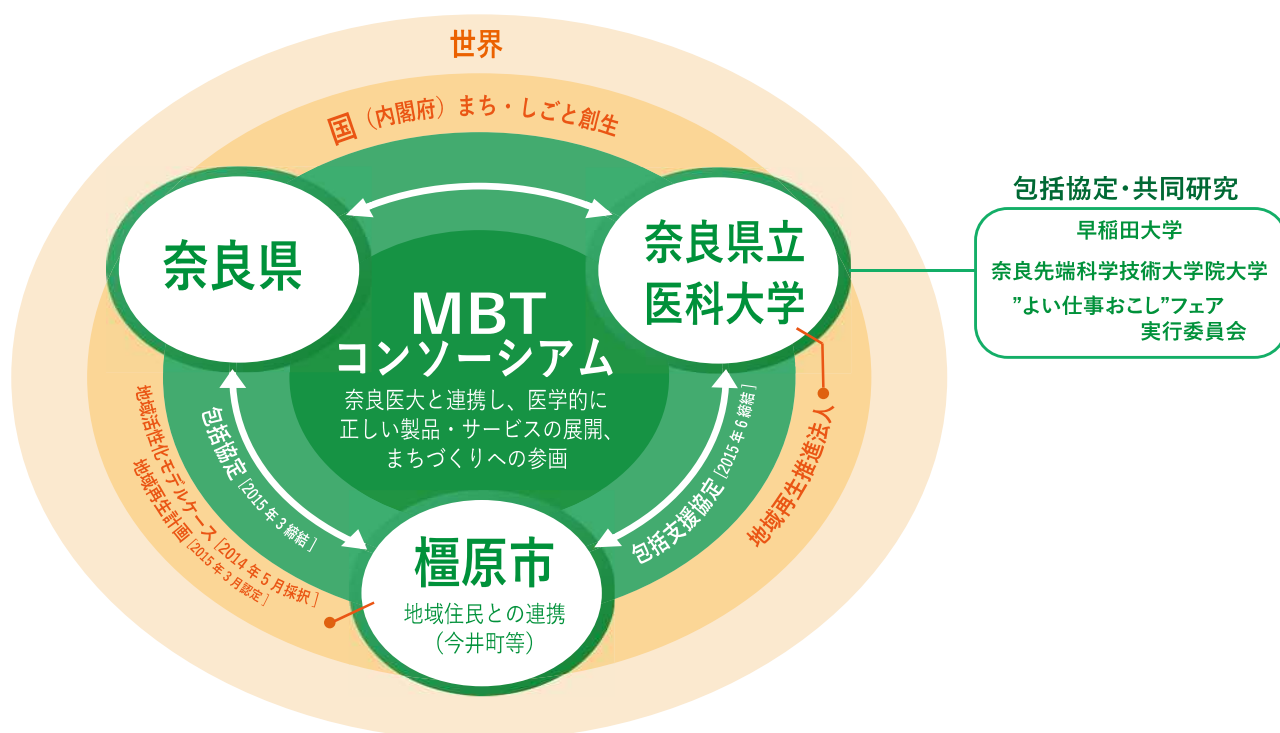 世界
国（内閣府）まち・しごと創生
奈良県
奈良県立
医科大学
包括協定・共同研究
早稲田大学
奈良先端科学技術大学院大学
”よい仕事おこし”フェア
実行委員会
MBT
コンソーシアム
奈良医大と連携し、医学的に
正しい製品・サービスの展開、
まちづくりへの参画
地域活性化モデルケース［2014年5月採択］
地域再生計画［2015年3月認定］
包括協定［2015年3締結］
包括支援協定［2015年6締結］
地域再生推進法人
橿原市
地域住民との連携
（今井町等）